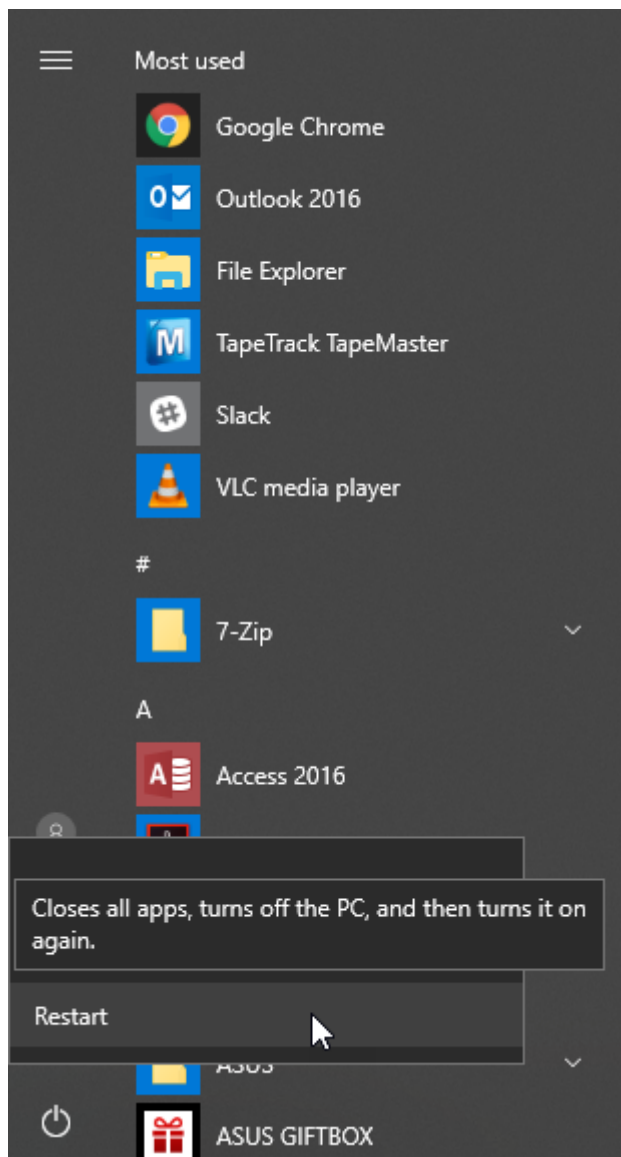 Most used
Google Chrome
Outlook 2016
File Explorer
TapeTrack TapeMaster
Slack
VLC media player
#
7-Zip
A
Access 2016
Closes all apps, turns off the PC, and then turns it on
again.
Restart
ASUS
ASUS GIFTBOX